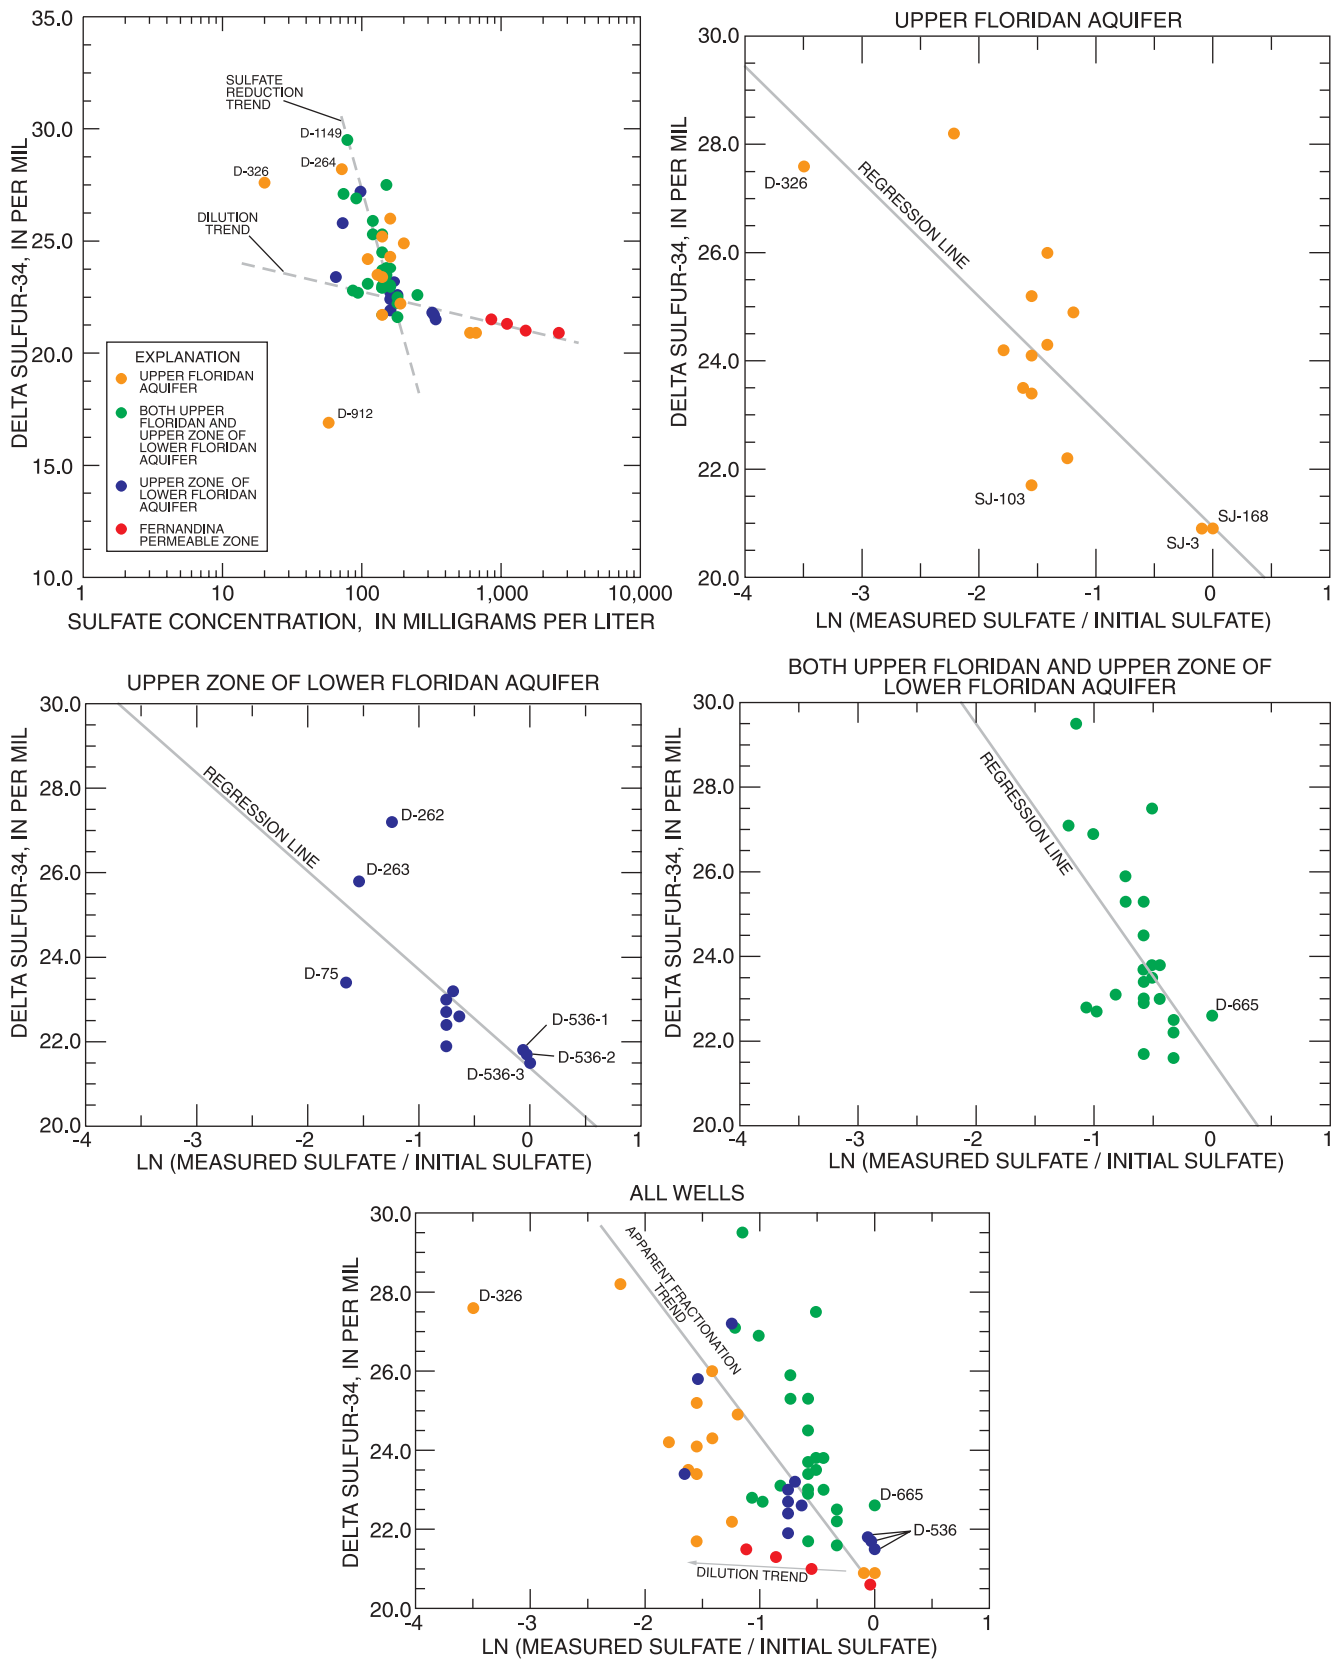 35.0
30.0
25.0
20.0
15.0
10.0
DELTA SULFUR-34, IN PER MIL
SULFATE
REDUCTION
TREND
D-1149
D-264
D-326
DILUTION
TREND
D-912
EXPLANATION
UPPER FLORIDAN
AQUIFER
BOTH UPPER
FLORIDAN AND
UPPER ZONE OF
LOWER FLORIDAN
AQUIFER
UPPER ZONE OF
LOWER FLORIDAN
AQUIFER
FERNANDINA
PERMEABLE ZONE
1 10 100 1,000 10,000
SULFATE CONCENTRATION, IN MILLIGRAMS PER LITER
UPPER FLORIDAN AQUIFER
30.0
28.0
26.0
24.0
22.0
20.0
DELTA SULFUR-34, IN PER MIL
D-326
REGRESSION LINE
SJ-103
SJ-168
SJ-3
-4 -3 -2 -1 0 1
LN (MEASURED SULFATE / INITIAL SULFATE)
UPPER ZONE OF LOWER FLORIDAN AQUIFER
30.0
28.0
26.0
24.0
22.0
20.0
DELTA SULFUR-34, IN PER MIL
REGRESSION LINE
D-262
D-263
D-75
D-536-1
D-536-2
D-536-3
-4 -3 -2 -1 0 1
LN (MEASURED SULFATE / INITIAL SULFATE)
BOTH UPPER FLORIDAN AND UPPER ZONE OF
LOWER FLORIDAN AQUIFER
30.0
28.0
26.0
24.0
22.0
20.0
DELTA SULFUR-34, IN PER MIL
REGRESSION LINE
D-665
-4 -3 -2 -1 0 1
LN (MEASURED SULFATE / INITIAL SULFATE)
ALL WELLS
30.0
28.0
26.0
24.0
22.0
20.0
DELTA SULFUR-34, IN PER MIL
D-326
APPARENT FRACTIONATION
TREND
D-665
D-536
DILUTION TREND
-4 -3 -2 -1 0 1
LN (MEASURED SULFATE / INITIAL SULFATE)